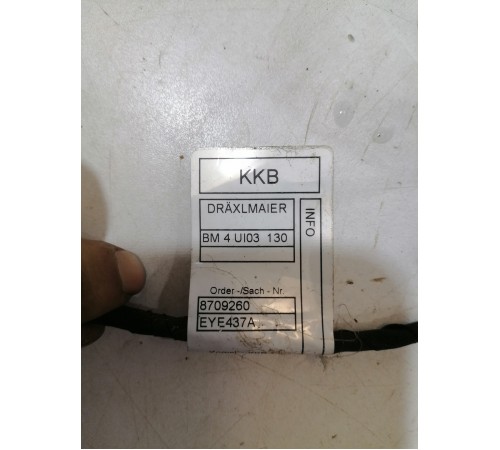 KKB
DRÄXLMAIER
INFO
BM 4 UI03 130
Order-/Sach - Nr.
8709260
EYE437A